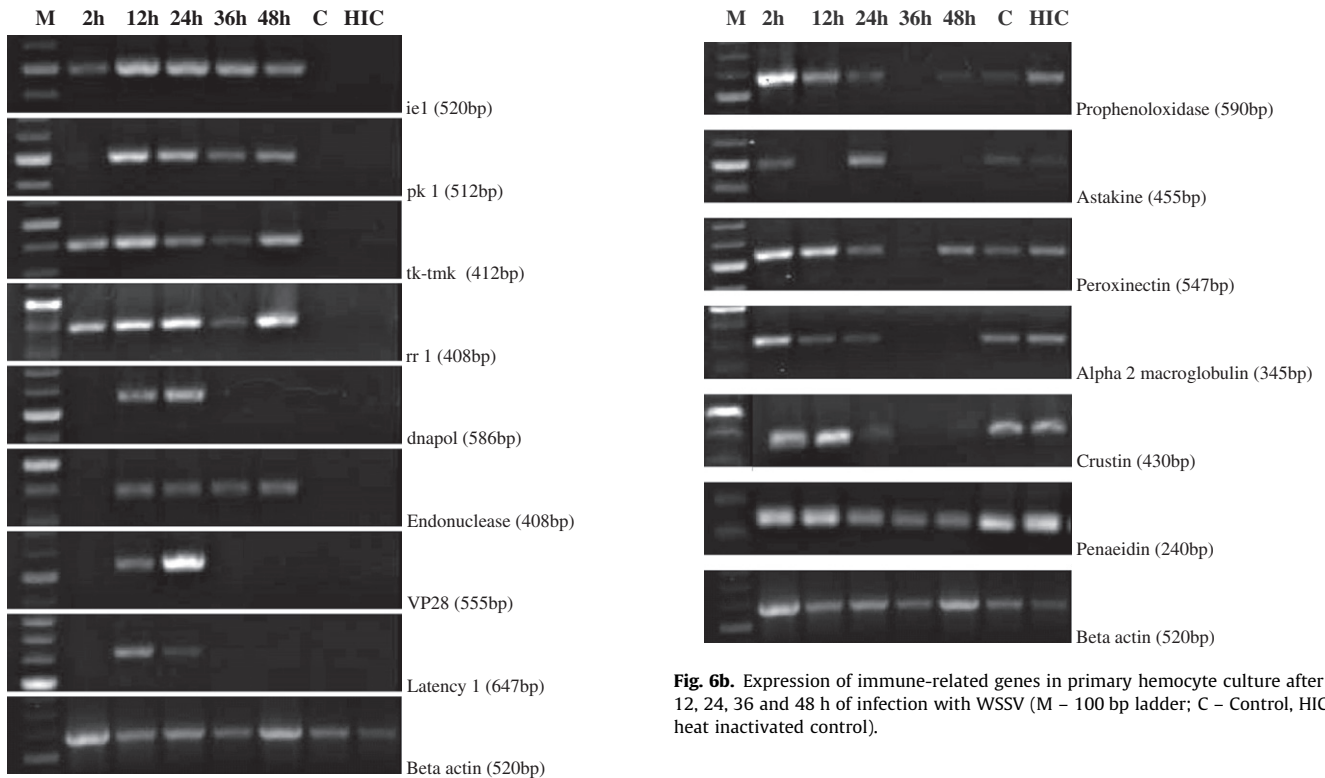 M 2h 12h 24h 36h 48h C HIC
ie1 (520bp)
pk 1 (512bp)
tk-tmk (412bp)
rr 1 (408bp)
dnapol (586bp)
Endonuclease (408bp)
VP28 (555bp)
Latency 1 (647bp)
Beta actin (520bp)
M 2h 12h 24h 36h 48h C HIC
Prophenoloxidase (590bp)
Astakine (455bp)
Peroxinectin (547bp)
Alpha 2 macroglobulin (345bp)
Crustin (430bp)
Penaeidin (240bp)
Beta actin (520bp)
Fig. 6b. Expression of immune-related genes in primary hemocyte culture after
12, 24, 36 and 48 h of infection with WSSV (M – 100 bp ladder; C – Control, HIC
heat inactivated control).